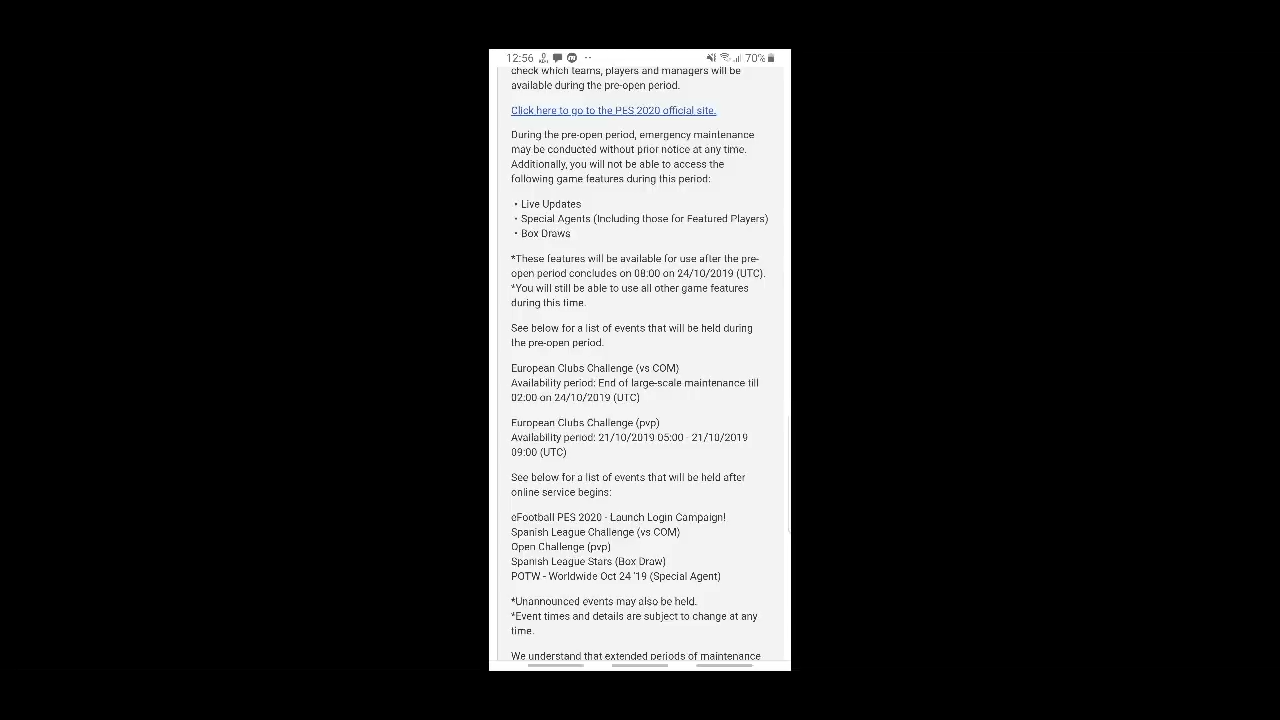 12:56 70%
check which teams, players and managers will be
available during the pre-open period.
Click here to go to the PES 2020 official site.
During the pre-open period, emergency maintenance
may be conducted without prior notice at any time.
Additionally, you will not be able to access the
following game features during this period:
・Live Updates
・Special Agents (Including those for Featured Players)
・Box Draws
*These features will be available for use after the pre-
open period concludes on 08:00 on 24/10/2019 (UTC).
*You will still be able to use all other game features
during this time.
See below for a list of events that will be held during
the pre-open period.
European Clubs Challenge (vs COM)
Availability period: End of large-scale maintenance till
02:00 on 24/10/2019 (UTC)
European Clubs Challenge (pvp)
Availability period: 21/10/2019 05:00 - 21/10/2019
09:00 (UTC)
See below for a list of events that will be held after
online service begins:
eFootball PES 2020 - Launch Login Campaign!
Spanish League Challenge (vs COM)
Open Challenge (pvp)
Spanish League Stars (Box Draw)
POTW - Worldwide Oct 24 '19 (Special Agent)
*Unannounced events may also be held.
*Event times and details are subject to change at any
time.
We understand that extended periods of maintenance